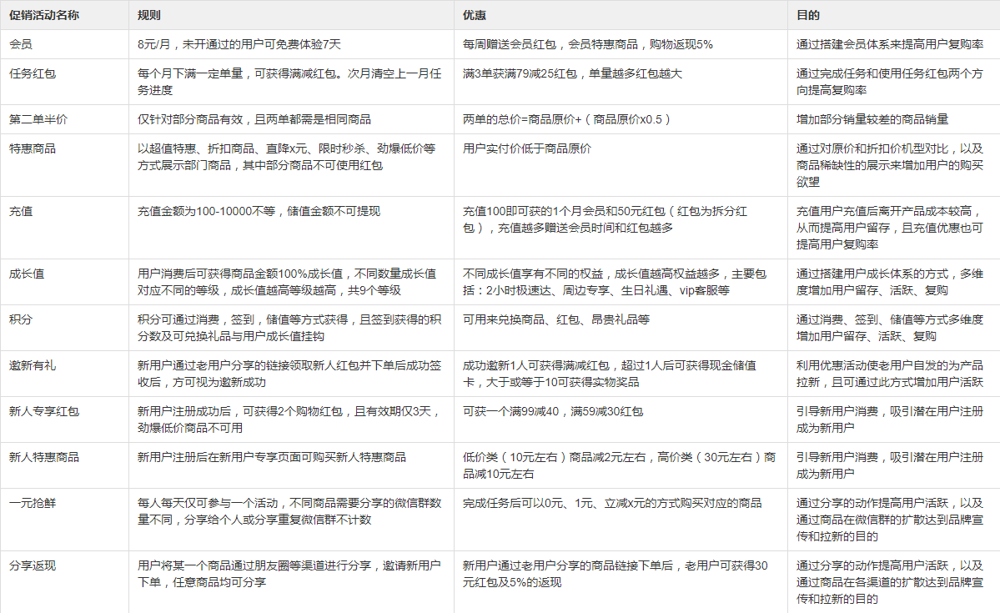 促销活动名称
规则
优惠
目的
会员
8元/月，未开通过的用户可免费体验7天
每周赠送会员红包，会员特惠商品，购物返现5%
通过搭建会员体系来提高用户复购率
任务红包
每个月下满一定单量，可获得满减红包。次月清空上一月任
务进度
满3单获满79减25红包，单量越多红包越大
通过完成任务和使用任务红包两个方
向提高复购率
第二单半价
仅针对部分商品有效，且两单都需是相同商品
两单的总价=商品原价+（商品原价x0.5）
增加部分销量较差的商品销量
特惠商品
以超值特惠、折扣商品、直降x元、限时秒杀、劲爆低价等
方式展示部门商品，其中部分商品不可使用红包
用户实付价低于商品原价
通过对原价和折扣价机型对比，以及
商品稀缺性的展示来增加用户的购买
欲望
充值
充值金额为100-10000不等，储值金额不可提现
充值100即可获的1个月会员和50元红包（红包为拆分红
包），充值越多赠送会员时间和红包越多
充值用户充值后离开产品成本较高，
从而提高用户留存，且充值优惠也可
提高用户复购率
成长值
用户消费后可获得商品金额100%成长值，不同数量成长值
对应不同的等级，成长值越高等级越高，共9个等级
不同成长值享有不同的权益，成长值越高权益越多，主要包
括：2小时极速达、周边专享、生日礼遇、vip客服等
通过搭建用户成长体系的方式，多维
度增加用户留存、活跃、复购
积分
积分可通过消费，签到，储值等方式获得，且签到获得的积
分数及可兑换礼品与用户成长值挂钩
可用来兑换商品、红包、昂贵礼品等
通过消费、签到、储值等方式多维度
增加用户留存、活跃、复购
邀新有礼
新用户通过老用户分享的链接领取新人红包并下单后成功签
收后，方可视为邀新成功
成功邀新1人可获得满减红包，超过1人后可获得现金储值
卡，大于或等于10可获得实物奖品
利用优惠活动使老用户自发的为产品
拉新，且可通过此方式增加用户活跃
新人专享红包
新用户注册成功后，可获得2个购物红包，且有效期仅3天，
劲爆低价商品不可用
可获一个满99减40，满59减30红包
引导新用户消费，吸引潜在用户注册
成为新用户
新人特惠商品
新用户注册后在新用户专享页面可购买新人特惠商品
低价类（10元左右）商品减2元左右，高价类（30元左右）商
品减10元左右
引导新用户消费，吸引潜在用户注册
成为新用户
一元抢鲜
每人每天仅可参与一个活动，不同商品需要分享的微信群数
量不同，分享给个人或分享重复微信群不计数
完成任务后可以0元、1元、立减x元的方式购买对应的商品
通过分享的动作提高用户活跃，以及
通过商品在微信群的扩散达到品牌宣
传和拉新的目的
分享返现
用户将某一个商品通过朋友圈等渠道进行分享，邀请新用户
下单，任意商品均可分享
新用户通过老用户分享的商品链接下单后，老用户可获得30
元红包及5%的返现
通过分享的动作提高用户活跃，以及
通过商品在各渠道的扩散达到品牌宣
传和拉新的目的